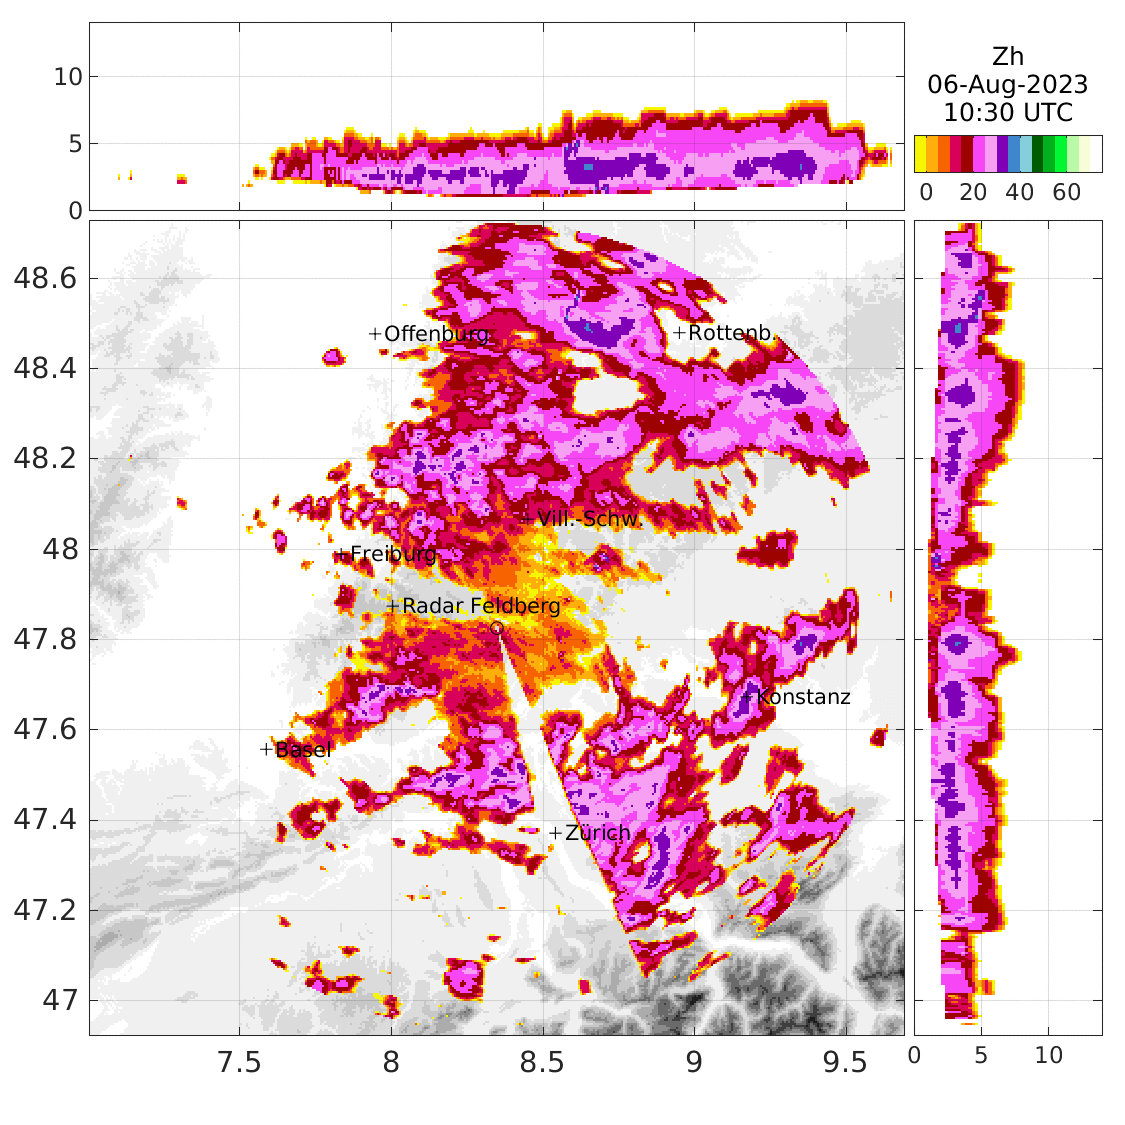 Zh
06-Aug-2023
10:30 UTC
0 20 40 60
10
5
0
48.6
48.4
48.2
48
47.8
47.6
47.4
47.2
47
+Offenburg
+Rottenb.
+Vill.-Schw.
+Freiburg
+Radar Feldberg
+Konstanz
+Basel
+Zürich
7.5 8 8.5 9 9.5
0 5 10